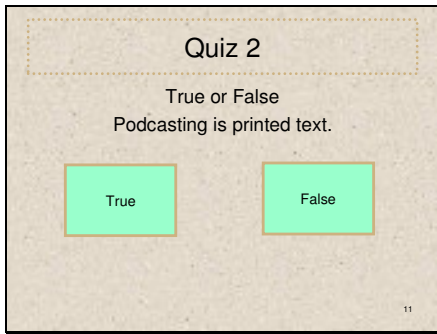 Quiz 2
True or False
Podcasting is printed text.
True
False
11